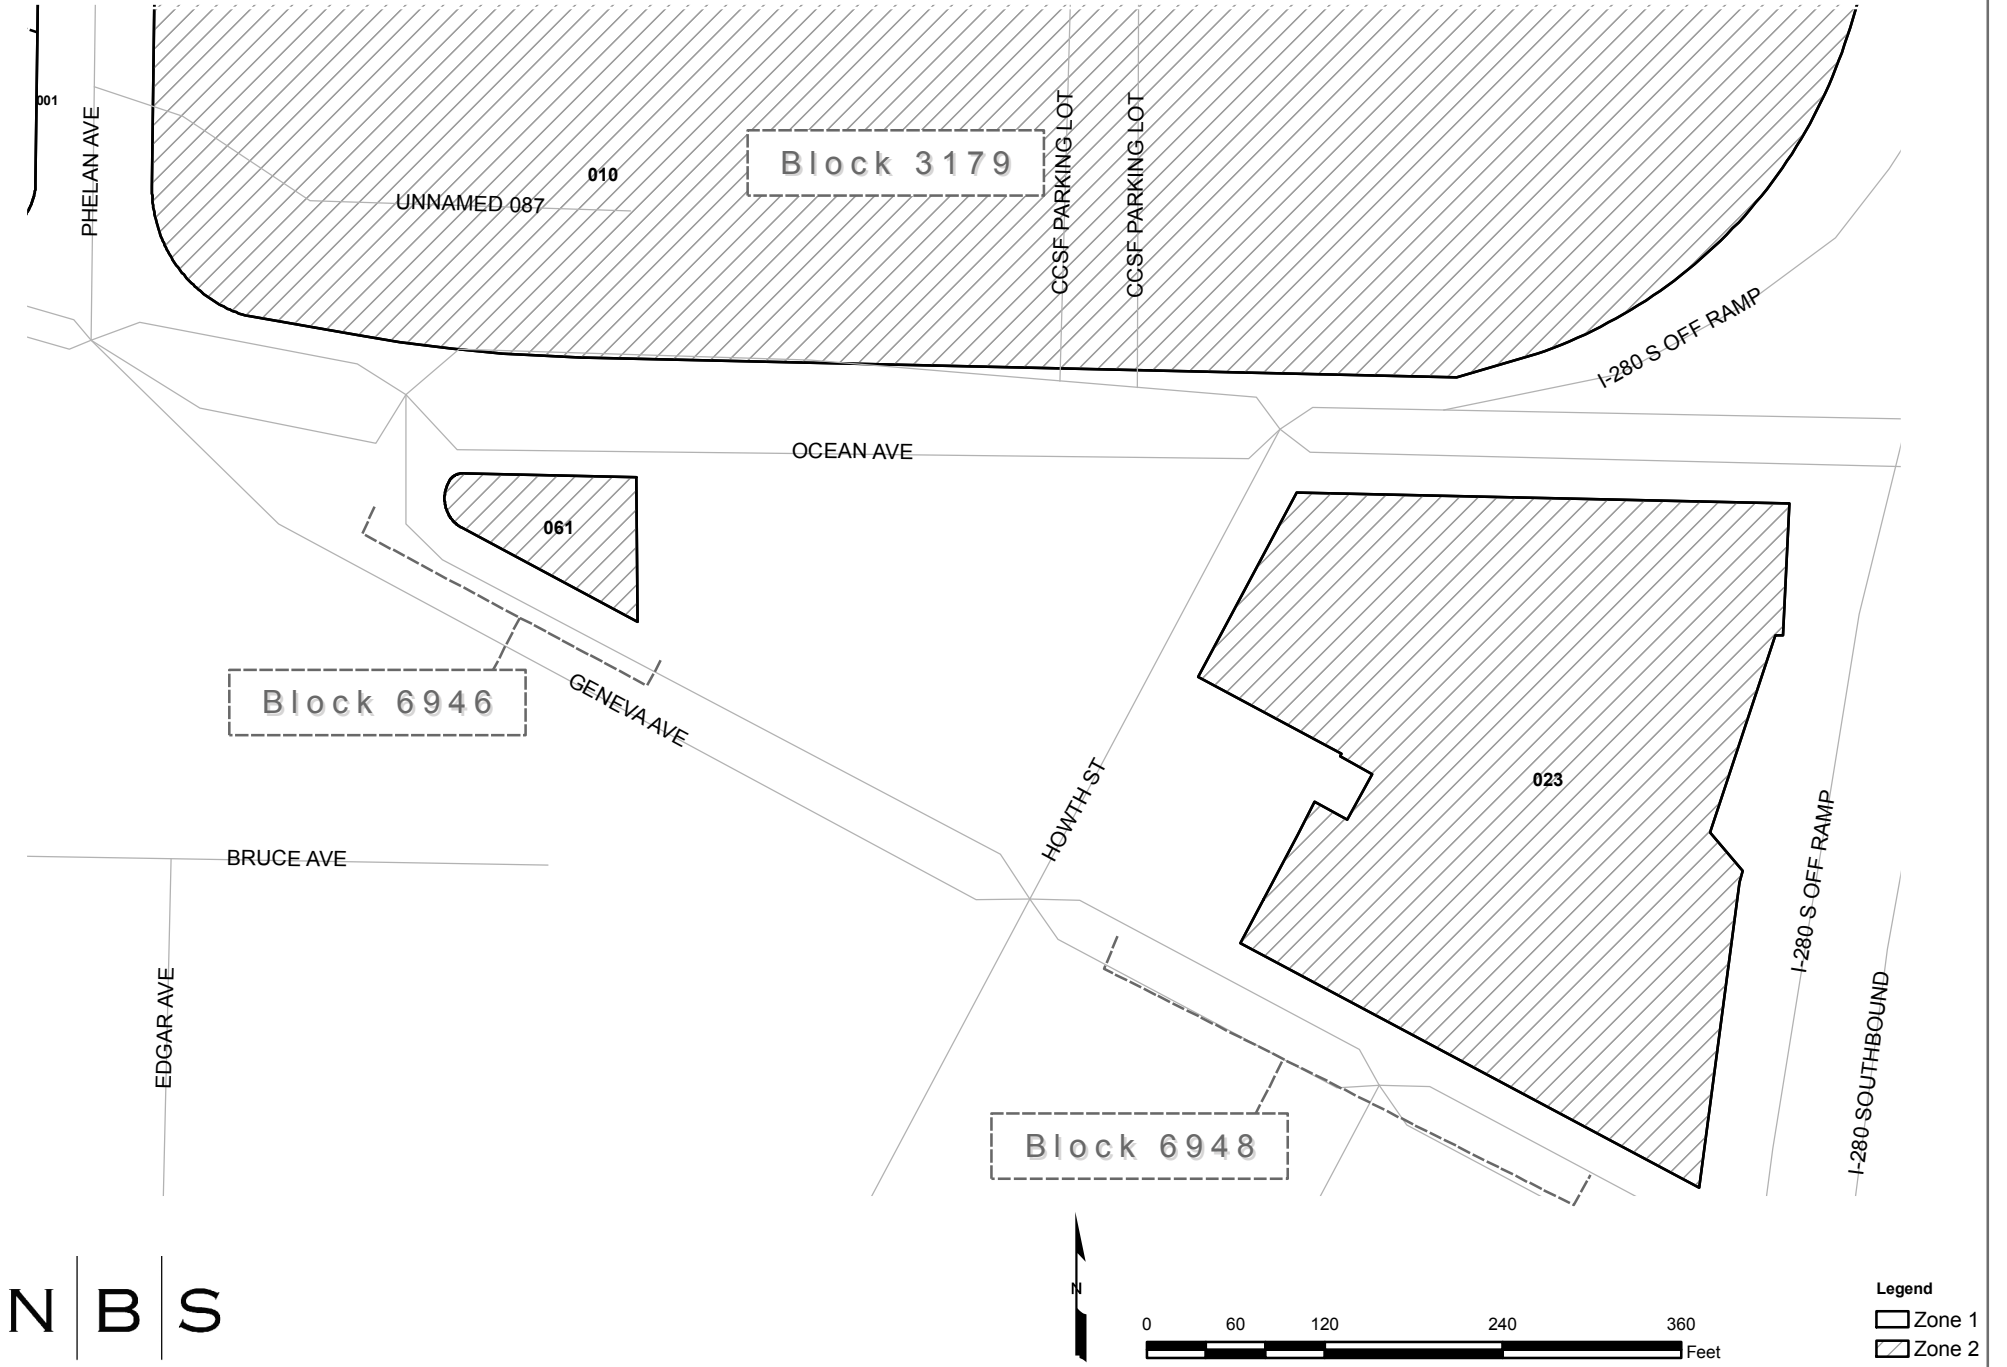 001
PHELAN AVE
010
UNNAMED 087
Block 3179
CCSF PARKING LOT
CCSF PARKING LOT
I-280 S OFF RAMP
OCEAN AVE
061
Block 6946
GENEVA AVE
HOWTH ST
023
I-280 S OFF RAMP
BRUCE AVE
EDGAR AVE
I-280 SOUTHBOUND
Block 6948
N B S
N
0 60 120 240 360
Feet
Legend
Zone 1
Zone 2